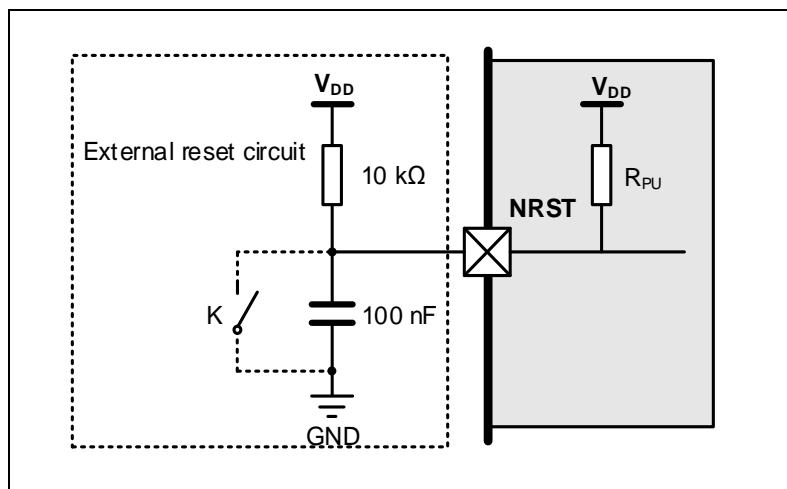 V_DD
External reset circuit
10 kΩ
K
100 nF
GND
V_DD
R_PU
NRST